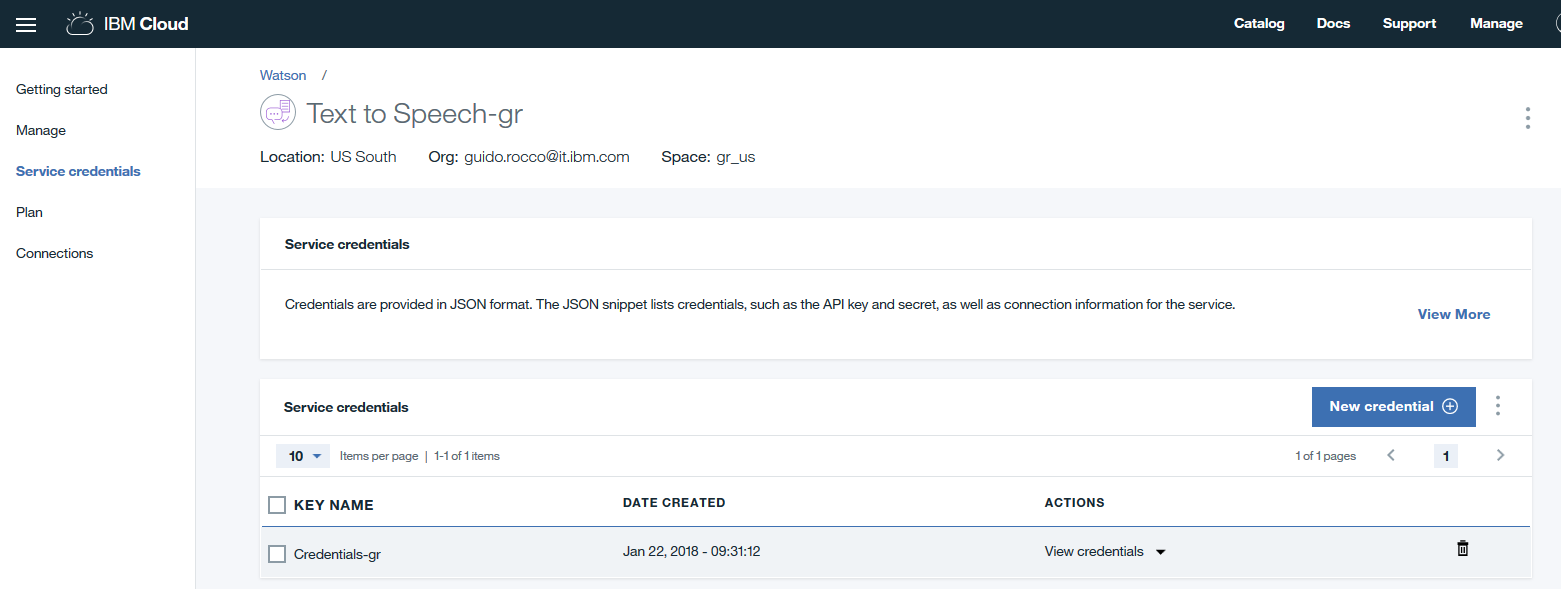 IBM Cloud
Catalog Docs Support Manage
Getting started
Manage
Service credentials
Plan
Connections
Watson /
Text to Speech-gr
Location: US South Org: guido.rocco@it.ibm.com Space: gr_us
Service credentials
Credentials are provided in JSON format. The JSON snippet lists credentials, such as the API key and secret, as well as connection information for the service.
View More
Service credentials
New credential
10 Items per page | 1-1 of 1 items 1 of 1 pages 1
KEY NAME DATE CREATED ACTIONS
Credentials-gr Jan 22, 2018 - 09:31:12 View credentials